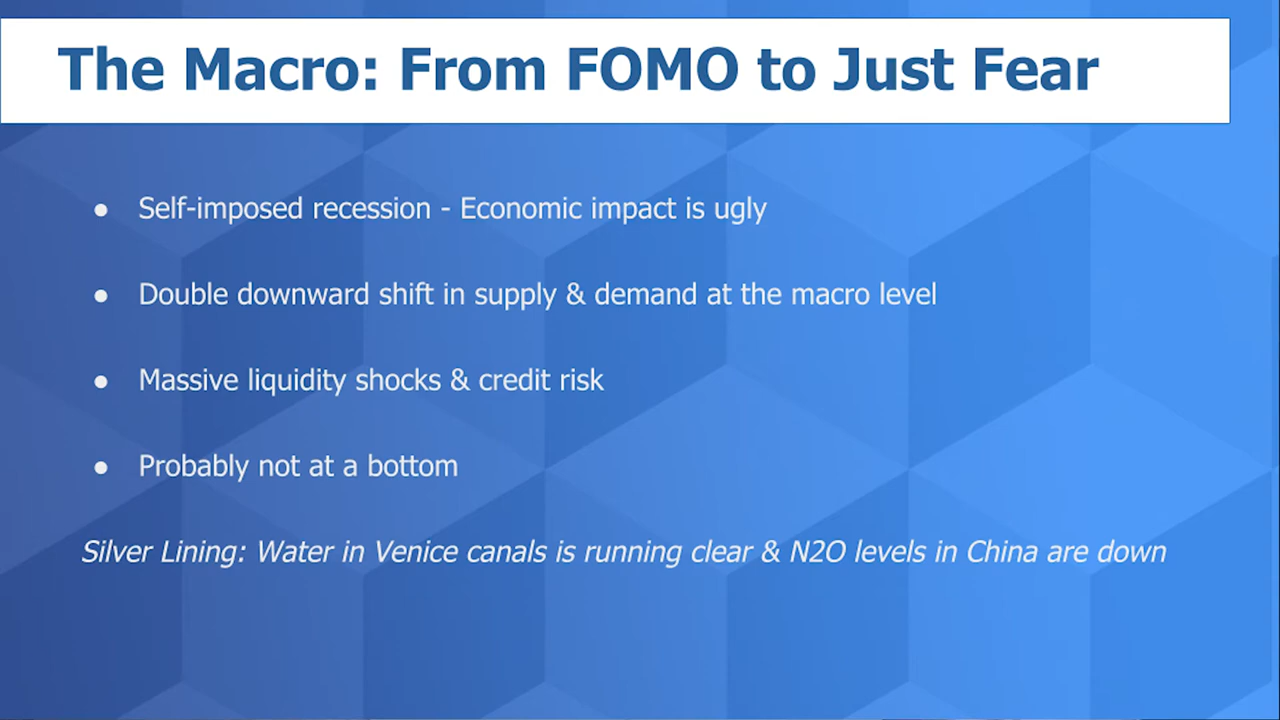 The Macro: From FOMO to Just Fear
● Self-imposed recession - Economic impact is ugly
● Double downward shift in supply & demand at the macro level
● Massive liquidity shocks & credit risk
● Probably not at a bottom
Silver Lining: Water in Venice canals is running clear & N2O levels in China are down